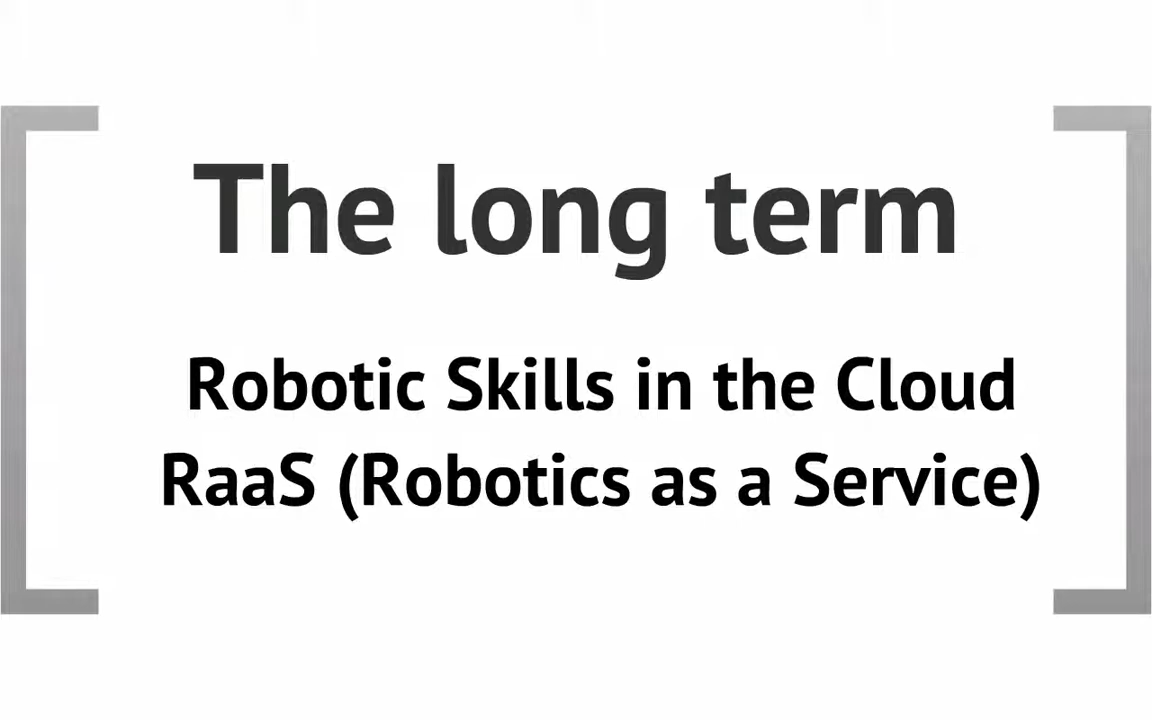 The long term
Robotic Skills in the Cloud
RaaS (Robotics as a Service)